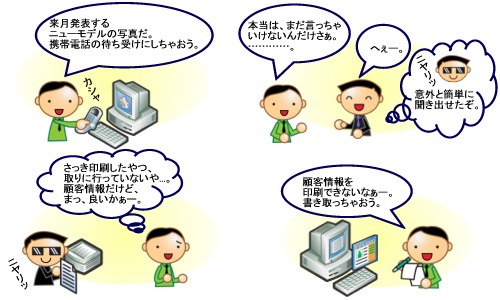 来月発表する
ニューモデルの写真だ。
携帯電話の待ち受けにしちゃおう。
カシャ
本当は、まだ言っちゃ
いけないんだけどさぁ。
…………。
へぇー。
ニヤリッ
意外と簡単に
聞き出せたぞ。
さっき印刷したやつ、
取りに行っていないや…。
顧客情報だけど、
まっ、良いかぁー。
ニヤリッ
顧客情報を
印刷できないなぁー。
書き取っちゃおう。